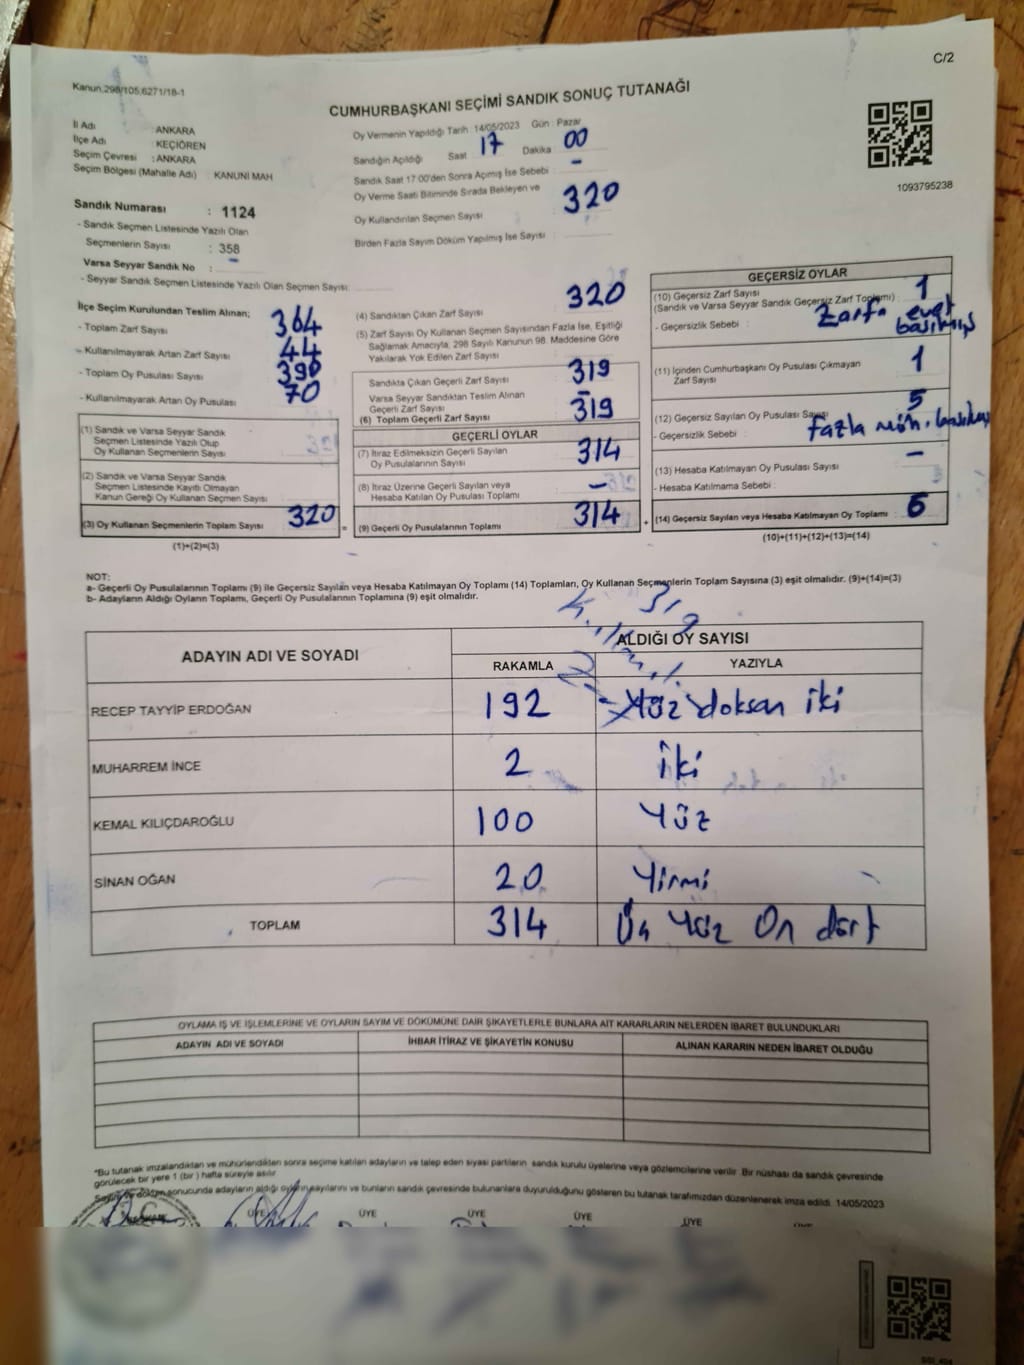 C/2
Kanun.298/105,6271/18-1
CUMHURBAŞKANI SEÇİMİ SANDIK SONUÇ TUTANAĞI
İl Adı : ANKARA
İlçe Adı : KEÇİÖREN
Seçim Çevresi : ANKARA
Seçim Bölgesi (Mahalle Adı) : KANUNİ MAH
Sandık Numarası : 1124
- Sandık Seçmen Listesinde Yazılı Olan
Seçmenlerin Sayısı : 358
Varsa Seyyar Sandık No : -
- Seyyar Sandık Seçmen Listesinde Yazılı Olan Seçmen Sayısı:
Oy Vermenin Yapıldığı Tarih : 14/05/2023 Gün : Pazar
Sandığın Açıldığı Saat 17 Dakika 00
Sandık Saat 17:00'den Sonra Açımış İse Sebebi : -
Oy Verme Saati Bitiminde Sırada Bekleyen ve
Oy Kullandırılan Seçmen Sayısı : 320
Birden Fazla Sayım Döküm Yapılmış İse Sayısı :
1093795238
İlçe Seçim Kurulundan Teslim Alınan;
- Toplam Zarf Sayısı : 364
- Kullanılmayarak Artan Zarf Sayısı : 44
- Toplam Oy Pusulası Sayısı : 390
- Kullanılmayarak Artan Oy Pusulası : 70
(1) Sandık ve Varsa Seyyar Sandık
Seçmen Listesinde Yazılı Olup
Oy Kullanan Seçmenlerin Sayısı :
(2) Sandık ve Varsa Seyyar Sandık
Seçmen Listesinde Kayıtlı Olmayan
Kanun Gereği Oy Kullanan Seçmen Sayısı :
(3) Oy Kullanan Seçmenlerin Toplam Sayısı 320 =
(1)+(2)=(3)
(4) Sandıktan Çıkan Zarf Sayısı : 320
(5) Zarf Sayısı Oy Kullanan Seçmen Sayısından Fazla İse, Eşitliği
Sağlamak Amacıyla, 298 Sayılı Kanunun 98. Maddesine Göre
Yakılarak Yok Edilen Zarf Sayısı :
Sandıkta Çıkan Geçerli Zarf Sayısı : 319
Varsa Seyyar Sandıktan Teslim Alınan
Geçerli Zarf Sayısı : -
(6) Toplam Geçerli Zarf Sayısı : 319
GEÇERLİ OYLAR
(7) İtiraz Edilmeksizin Geçerli Sayılan
Oy Pusulalarının Sayısı : 314
(8) İtiraz Üzerine Geçerli Sayılan veya
Hesaba Katılan Oy Pusulası Toplamı : -
(9) Geçerli Oy Pusulalarının Toplamı : 314 +
GEÇERSİZ OYLAR
(10) Geçersiz Zarf Sayısı
(Sandık ve Varsa Seyyar Sandık Geçersiz Zarf Toplamı) : 1
- Geçersizlik Sebebi : Zarfa evet
basılmış
(11) İçinden Cumhurbaşkanı Oy Pusulası Çıkmayan
Zarf Sayısı : 1
(12) Geçersiz Sayılan Oy Pusulası Sayısı : 5
- Geçersizlik Sebebi : fazla müh.
(13) Hesaba Katılmayan Oy Pusulası Sayısı : -
- Hesaba Katılmama Sebebi :
(14) Geçersiz Sayılan veya Hesaba Katılmayan Oy Toplamı : 6
(10)+(11)+(12)+(13)=(14)
NOT:
a- Geçerli Oy Pusulalarının Toplamı (9) ile Geçersiz Sayılan veya Hesaba Katılmayan Oy Toplamı (14) Toplamları, Oy Kullanan Seçmenlerin Toplam Sayısına (3) eşit olmalıdır. (9)+(14)=(3)
b- Adayların Aldığı Oyların Toplamı, Geçerli Oy Pusulalarının Toplamına (9) eşit olmalıdır.
319
ADAYIN ADI VE SOYADI ALDIĞI OY SAYISI
RAKAMLA YAZIYLA
RECEP TAYYİP ERDOĞAN 192 Yüz doksan iki
MUHARREM İNCE 2 iki
KEMAL KILIÇDAROĞLU 100 Yüz
SİNAN OĞAN 20 Yirmi
TOPLAM 314 Üç Yüz On dört
OYLAMA İŞ VE İŞLEMLERİNE VE OYLARIN SAYIM VE DÖKÜMÜNE DAİR ŞİKAYETLERLE BUNLARA AİT KARARLARIN NELERDEN İBARET BULUNDUKLARI
ADAYIN ADI VE SOYADI İHBAR İTİRAZ VE ŞİKAYETİN KONUSU ALINAN KARARIN NEDEN İBARET OLDUĞU
"Bu tutanak imzalandıktan ve mühürlendikten sonra seçime katılan adayların ve talep eden siyasi partilerin sandık kurulu üyelerine veya gözlemcilerine verilir. Bir nüshası da sandık çevresinde
görülecek bir yere 1 (bir) hafta süreyle asılır.
Sayım ve döküm sonucunda adayların aldığı oyların sayılarını ve bunların sandık çevresinde bulunanlara duyurulduğunu gösteren bu tutanak tarafımızdan düzenlenerek imza edildi. 14/05/2023
ÜYE ÜYE ÜYE ÜYE ÜYE